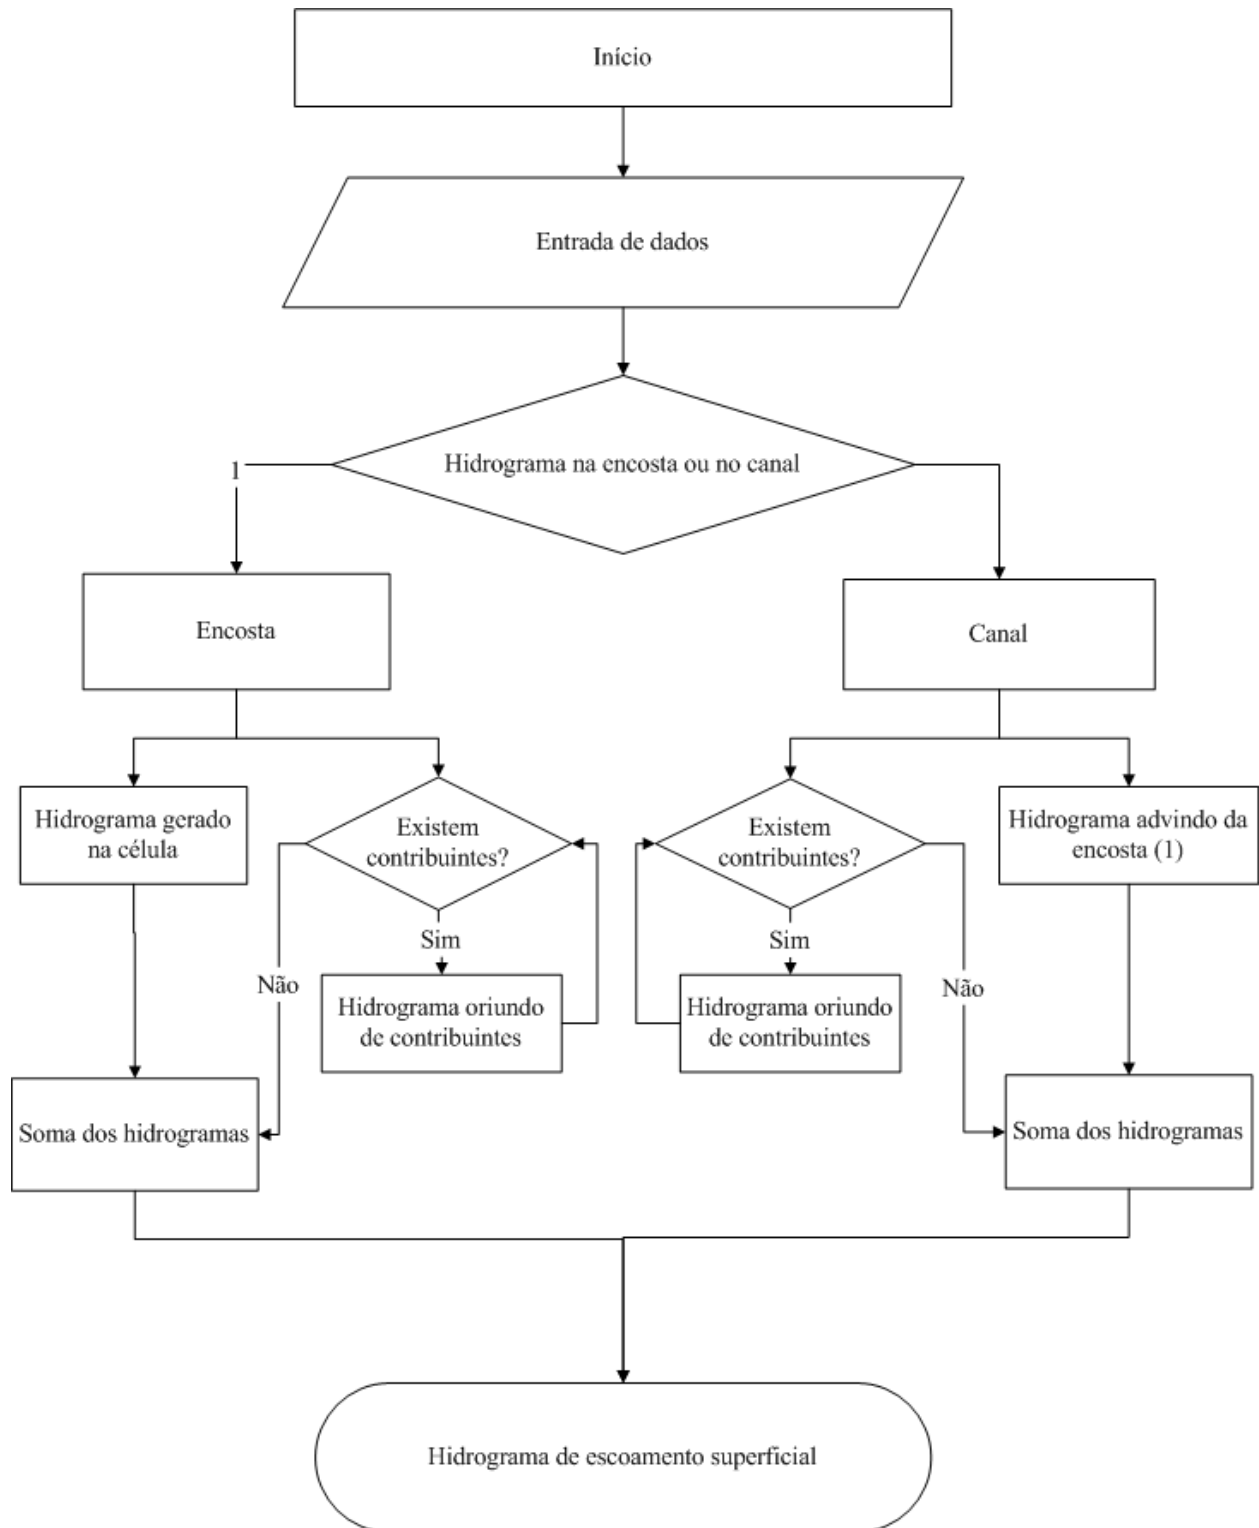 Início
Entrada de dados
Hidrograma na encosta ou no canal
1
Encosta
Canal
Hidrograma gerado
na célula
Existem
contribuintes?
Existem
contribuintes?
Hidrograma advindo da
encosta (1)
Sim
Sim
Não
Hidrograma oriundo
de contribuintes
Hidrograma oriundo
de contribuintes
Não
Soma dos hidrogramas
Soma dos hidrogramas
Hidrograma de escoamento superficial